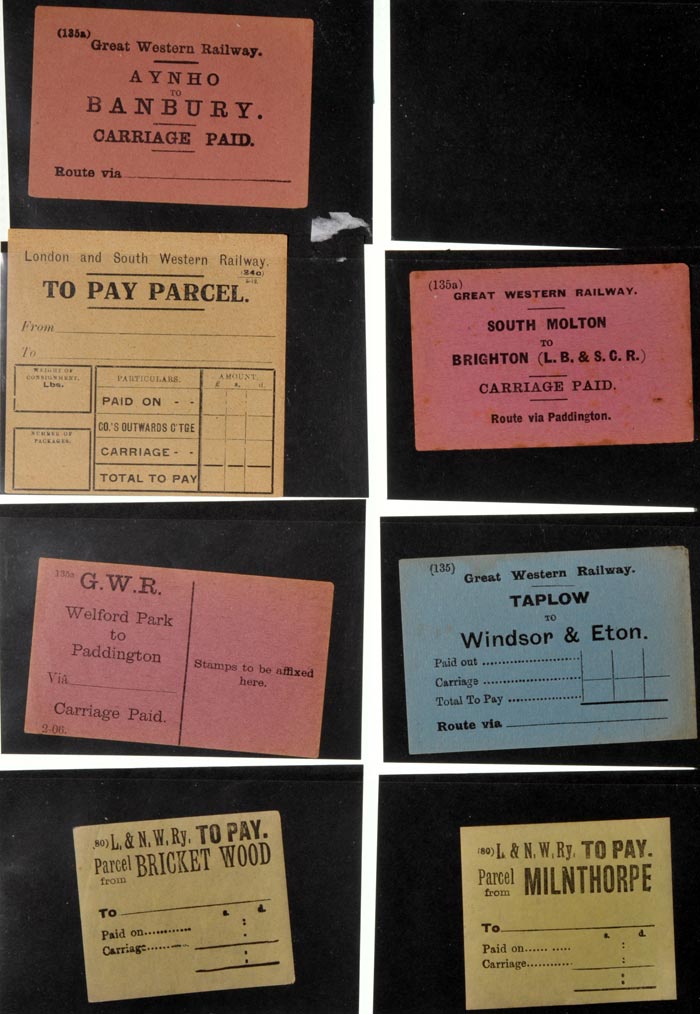 (135a)
Great Western Railway.
AYNHO
TO
BANBURY.
CARRIAGE PAID.
Route via
London and South Western Railway.
(24c)
TO PAY PARCEL.
From
To
WEIGHT OF
CONSIGNMENT.
Lbs.
NUMBER OF
PACKAGES.
PARTICULARS. AMOUNT.
£ s. d.
PAID ON - -
CO.'S OUTWARDS C'TGE
CARRIAGE - -
TOTAL TO PAY
(135a)
GREAT WESTERN RAILWAY.
SOUTH MOLTON
TO
BRIGHTON (L. B. & S. C. R.)
CARRIAGE PAID.
Route via Paddington.
135a
G.W.R.
Welford Park
to
Paddington
Via
Carriage Paid.
2-06.
Stamps to be affixed
here.
(135)
Great Western Railway.
TAPLOW
TO
Windsor & Eton.
Paid out
Carriage
Total To Pay
Route via
(80) L. & N. W. Ry. TO PAY.
Parcel from BRICKET WOOD
To
s. d.
Paid on
Carriage
(80) L. & N. W. Ry. TO PAY.
Parcel from MILNTHORPE
To
s. d.
Paid on
Carriage